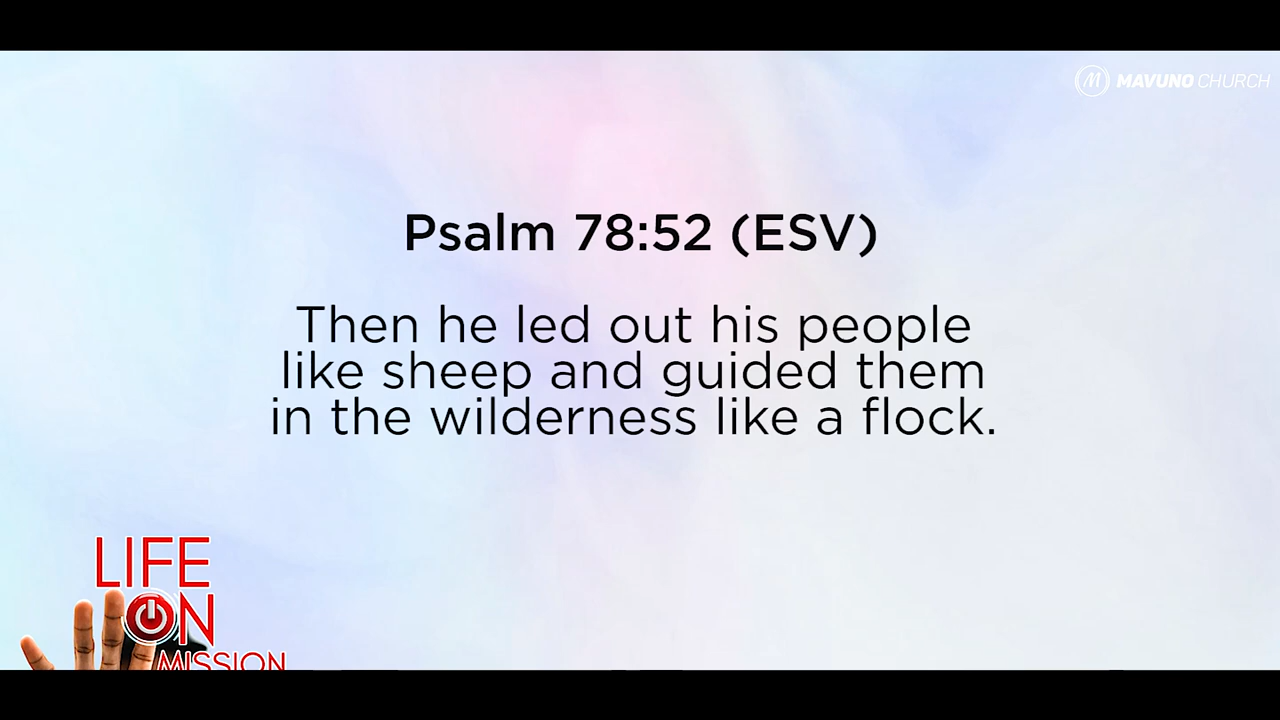 M MAVUNO CHURCH
Psalm 78:52 (ESV)
Then he led out his people
like sheep and guided them
in the wilderness like a flock.
LIFE
ON
MISSION